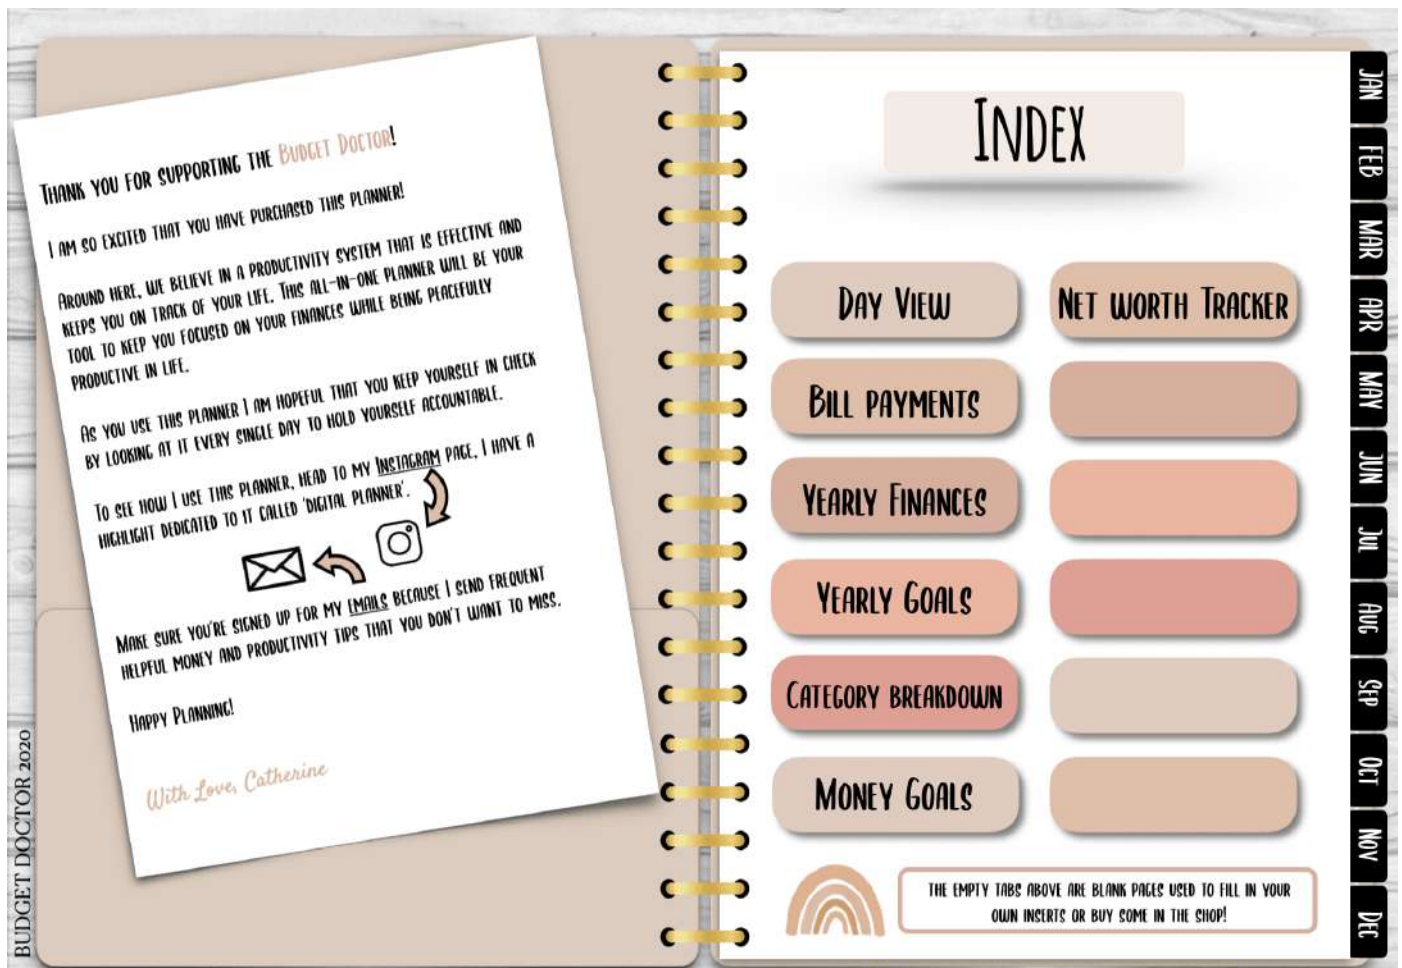 Thank you for supporting the Budget Doctor!
I am so excited that you have purchased this planner!
Around here, we believe in a productivity system that is effective and
keeps you on track of your life. This all-in-one planner will be your
tool to keep you focused on your finances while being peacefully
productive in life.
As you use this planner I am hopeful that you keep yourself in check
by looking at it every single day to hold yourself accountable.
To see how I use this planner, head to my Instagram page, I have a
highlight dedicated to it called 'digital planner'.
Make sure you're signed up for my emails because I send frequent
helpful money and productivity tips that you don't want to miss.
Happy Planning!
With Love, Catherine
BUDGET DOCTOR 2020
Index
Day View
Net worth Tracker
Bill payments
Yearly Finances
Yearly Goals
Category breakdown
Money Goals
the empty tabs above are blank pages used to fill in your
own inserts or buy some in the shop!
JAN
FEB
MAR
APR
MAY
JUN
Jul
Aug
Sep
Oct
Nov
Dec